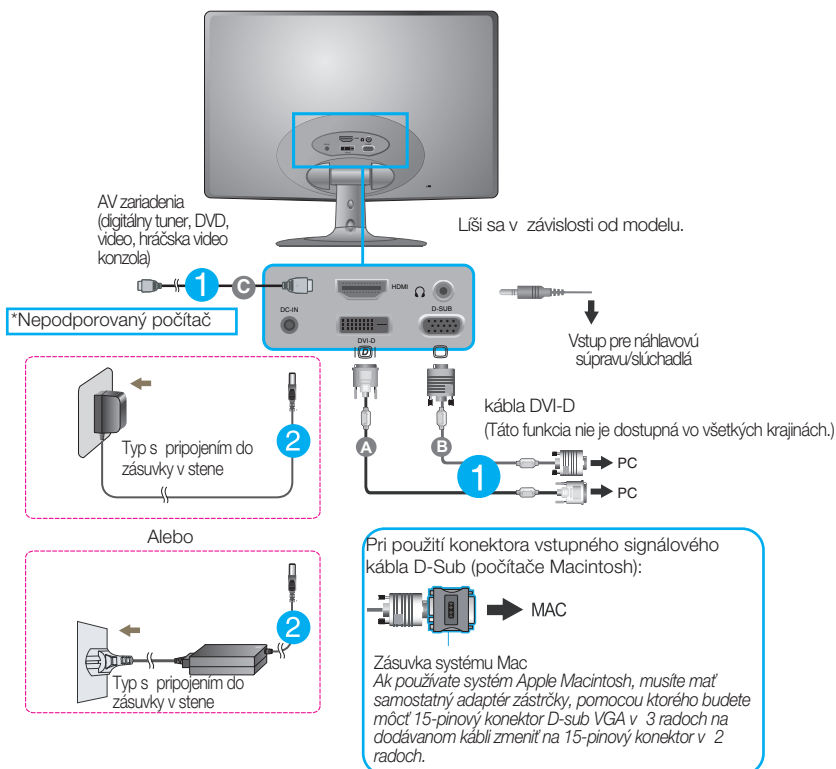 AV zariadenia
(digitálny tuner, DVD,
video, hráčska video
konzola)
Líši sa v závislosti od modelu.
1
C
HDMI
DC-IN
D-SUB
DVI-D
D
*Nepodporovaný počítač
Vstup pre náhlavovú
súpravu/slúchadlá
Typ s pripojením do
zásuvky v stene
2
kábla DVI-D
(Táto funkcia nie je dostupná vo všetkých krajinách.)
A
B
1
PC
PC
Alebo
Typ s pripojením do
zásuvky v stene
2
Pri použití konektora vstupného signálového
kábla D-Sub (počítače Macintosh):
MAC
Zásuvka systému Mac
Ak používate systém Apple Macintosh, musíte mať
samostatný adaptér zástrčky, pomocou ktorého budete
môcť 15-pinový konektor D-sub VGA v 3 radoch na
dodávanom kábli zmeniť na 15-pinový konektor v 2
radoch.